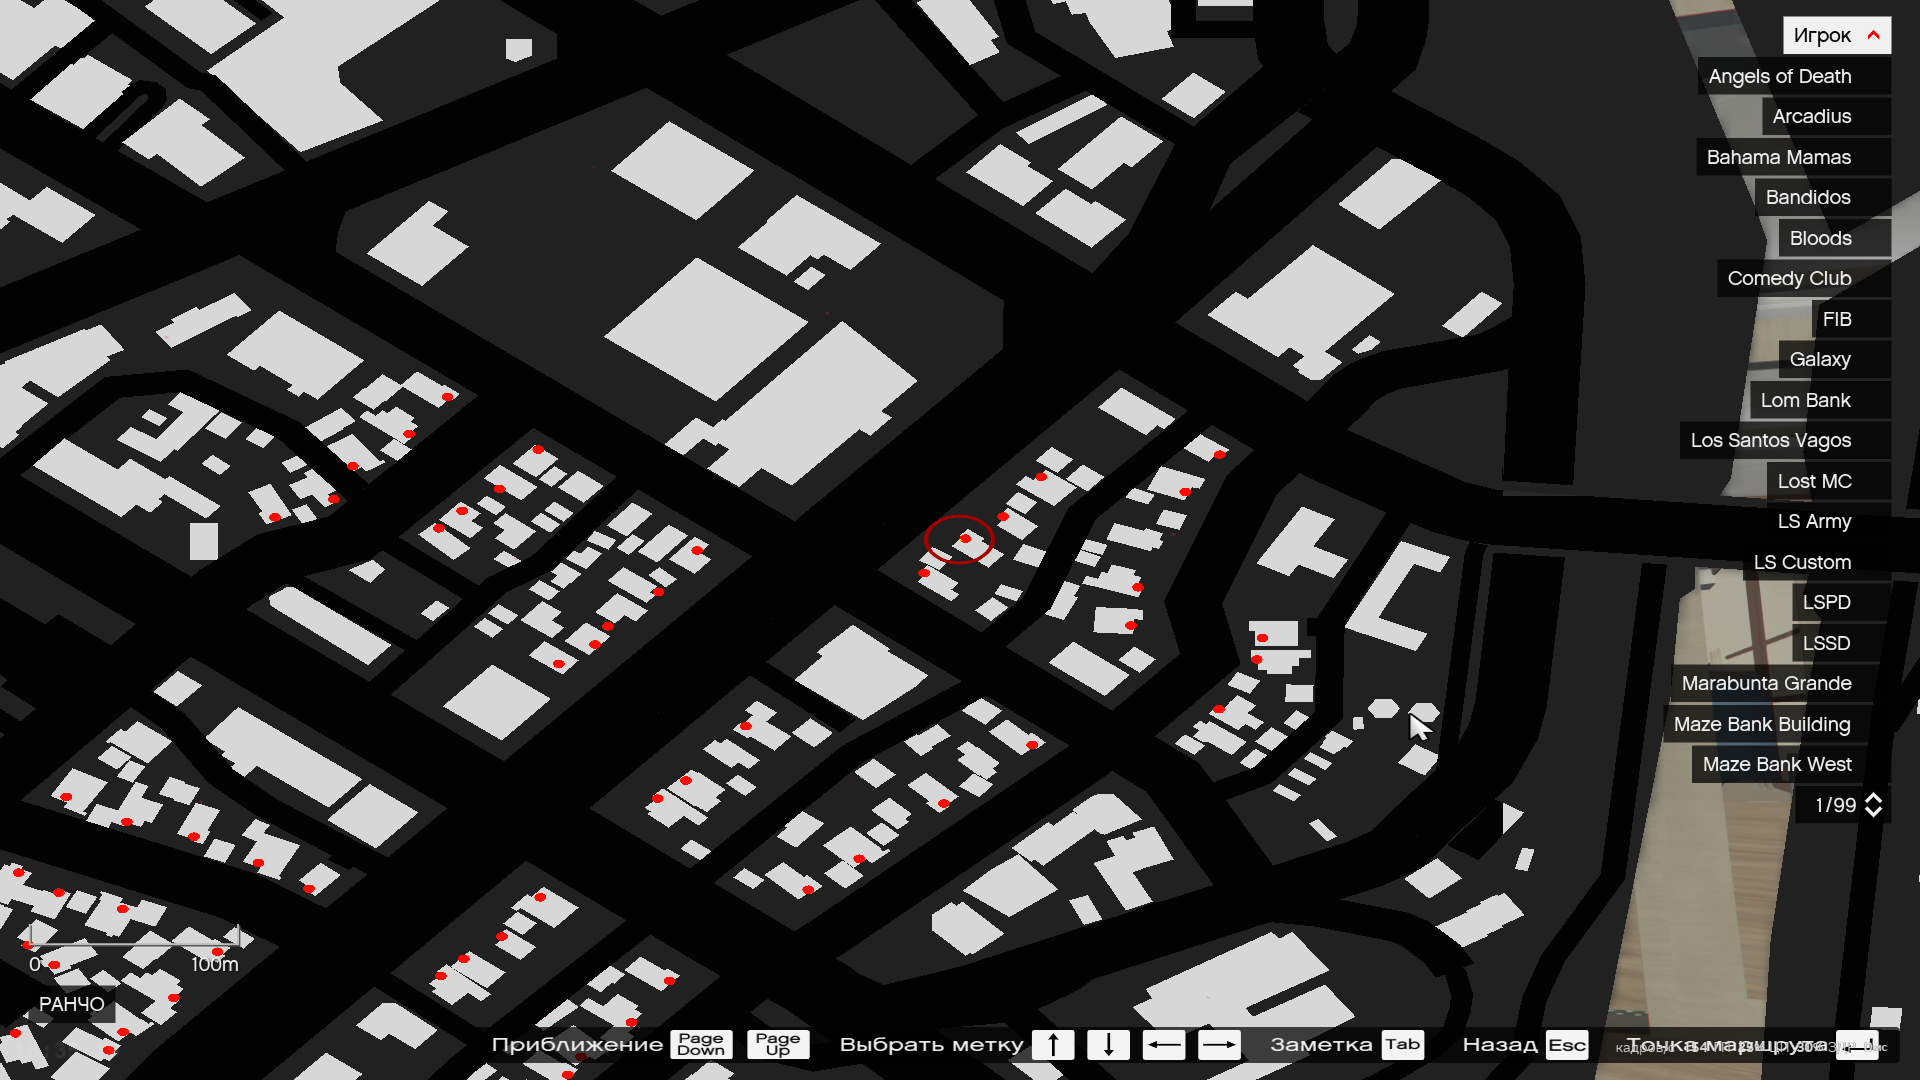 Игрок
Angels of Death
Arcadius
Bahama Mamas
Bandidos
Bloods
Comedy Club
FIB
Galaxy
Lom Bank
Los Santos Vagos
Lost MC
LS Army
LS Custom
LSPD
LSSD
Marabunta Grande
Maze Bank Building
Maze Bank West
1/99
0 100m
РАНЧО
Приближение Page Down Page Up Выбрать метку ↑ ↓ ← → Заметка Tab Назад Esc Точка маршрута